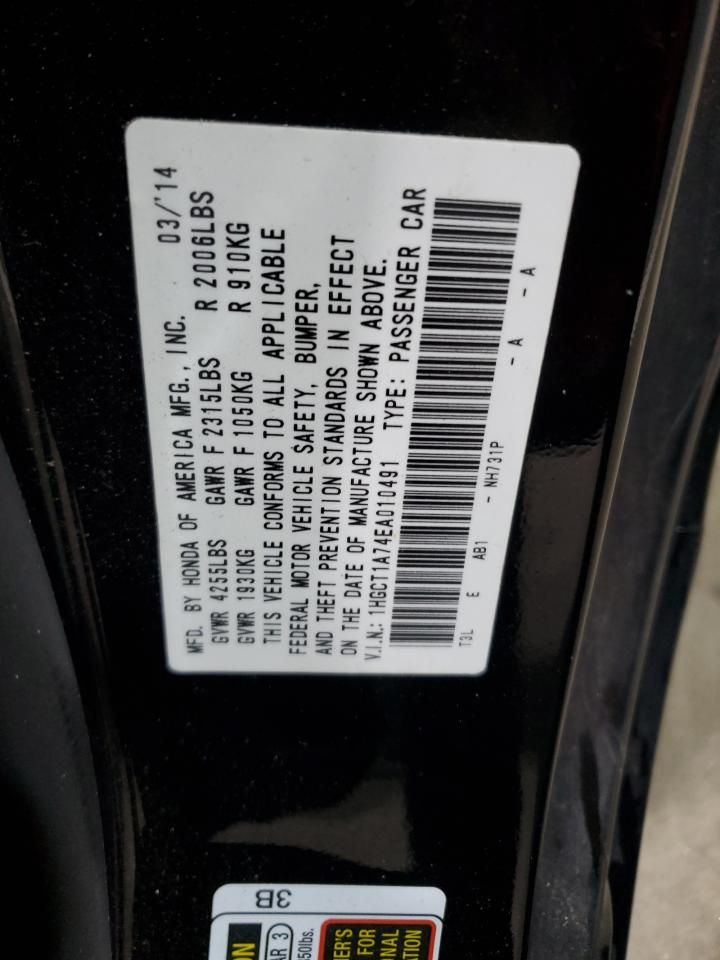 MFD. BY HONDA OF AMERICA MFG., INC. 03/'14
GVWR 4255LBS GAWR F 2315LBS R 2006LBS
GVWR 1930KG GAWR F 1050KG R 910KG
THIS VEHICLE CONFORMS TO ALL APPLICABLE
FEDERAL MOTOR VEHICLE SAFETY, BUMPER,
AND THEFT PREVENTION STANDARDS IN EFFECT
ON THE DATE OF MANUFACTURE SHOWN ABOVE.
V.I.N.: 1HGCT1A74EA010491 TYPE: PASSENGER CAR
T3L E AB1 - NH731P - A - A
3B